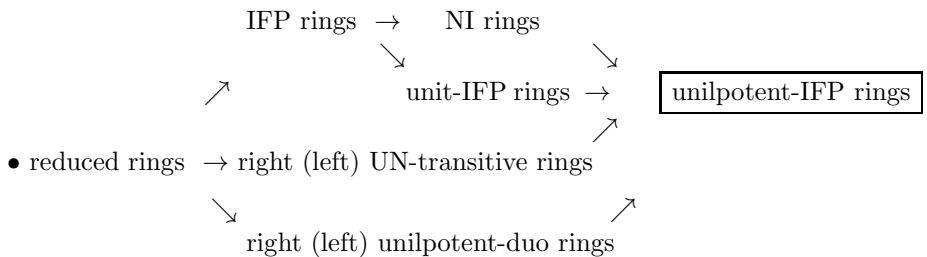 IFP rings → NI rings
↗ ↘ ↘
unit-IFP rings → unilpotent-IFP rings
• reduced rings → right (left) UN-transitive rings ↗
↘ ↗
right (left) unilpotent-duo rings